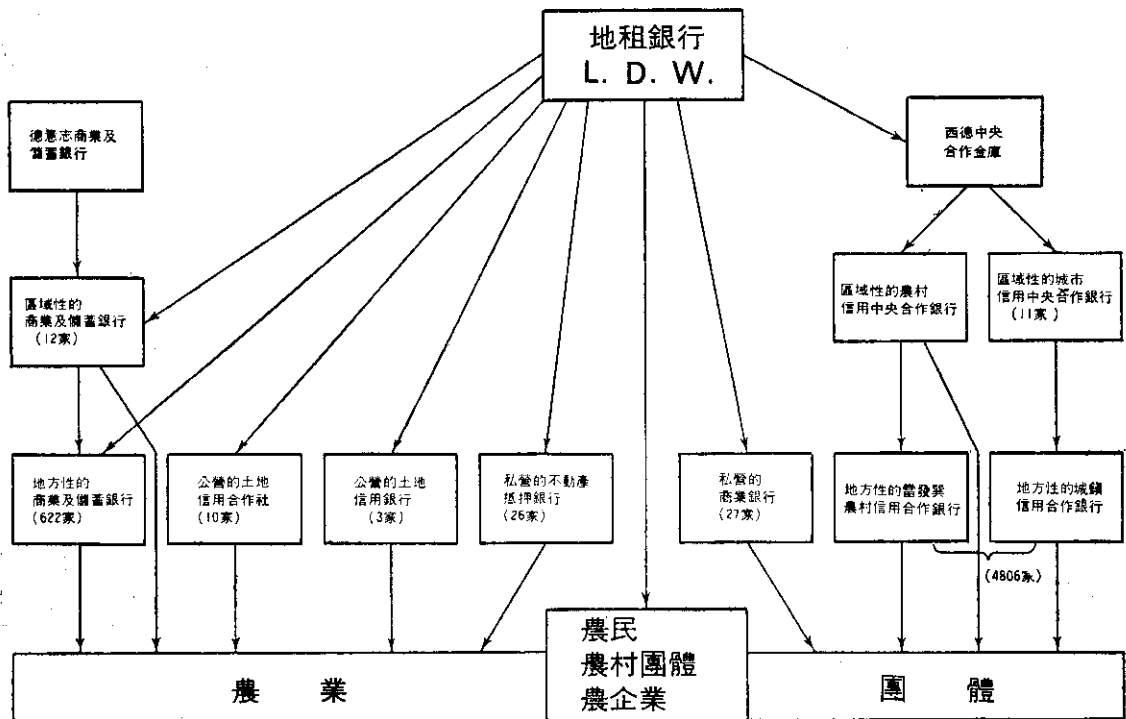 地租銀行
L. D. W.
德意志商業及
儲蓄銀行
西德中央
合作金庫
區域性的
商業及儲蓄銀行
(12家)
區域性的農村
信用中央合作銀行
區域性的城市
信用中央合作銀行
(11家)
地方性的
商業及儲蓄銀行
(622家)
公營的土地
信用合作社
(10家)
公營的土地
信用銀行
(3家)
私營的不動產
抵押銀行
(26家)
私營的
商業銀行
(27家)
地方性的雷發巽
農村信用合作銀行
地方性的城鎮
信用合作銀行
(4806家)
農業
農民
農村團體
農企業
團體